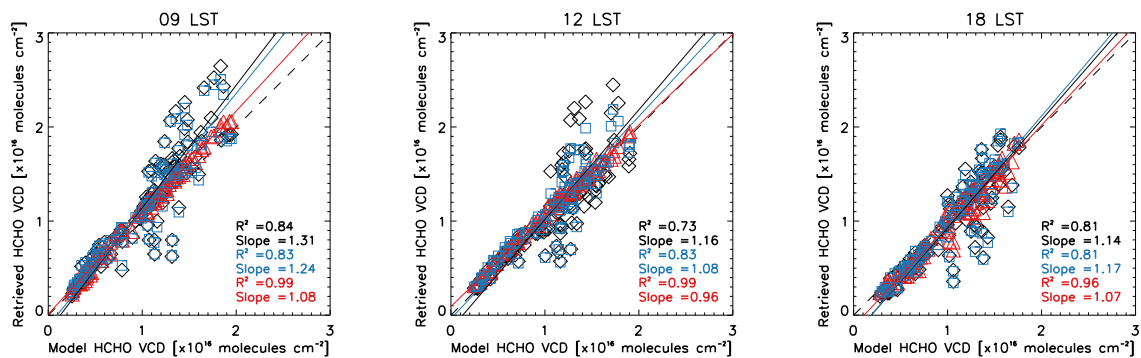 09 LST
Retrieved HCHO VCD [x10¹⁶ molecules cm⁻²]
3
2
1
0
R² =0.84
Slope =1.31
R² =0.83
Slope =1.24
R² =0.99
Slope =1.08
0 1 2 3
Model HCHO VCD [x10¹⁶ molecules cm⁻²]
12 LST
Retrieved HCHO VCD [x10¹⁶ molecules cm⁻²]
3
2
1
0
R² =0.73
Slope =1.16
R² =0.83
Slope =1.08
R² =0.99
Slope =0.96
0 1 2 3
Model HCHO VCD [x10¹⁶ molecules cm⁻²]
18 LST
Retrieved HCHO VCD [x10¹⁶ molecules cm⁻²]
3
2
1
0
R² =0.81
Slope =1.14
R² =0.81
Slope =1.17
R² =0.96
Slope =1.07
0 1 2 3
Model HCHO VCD [x10¹⁶ molecules cm⁻²]